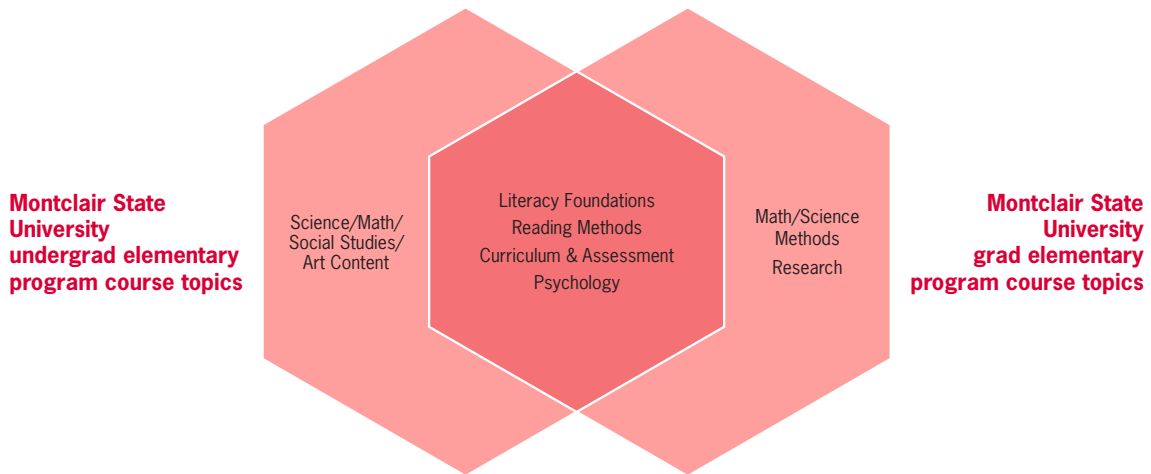 Montclair State
University
undergrad elementary
program course topics
Science/Math/
Social Studies/
Art Content
Literacy Foundations
Reading Methods
Curriculum & Assessment
Psychology
Math/Science
Methods
Research
Montclair State
University
grad elementary
program course topics